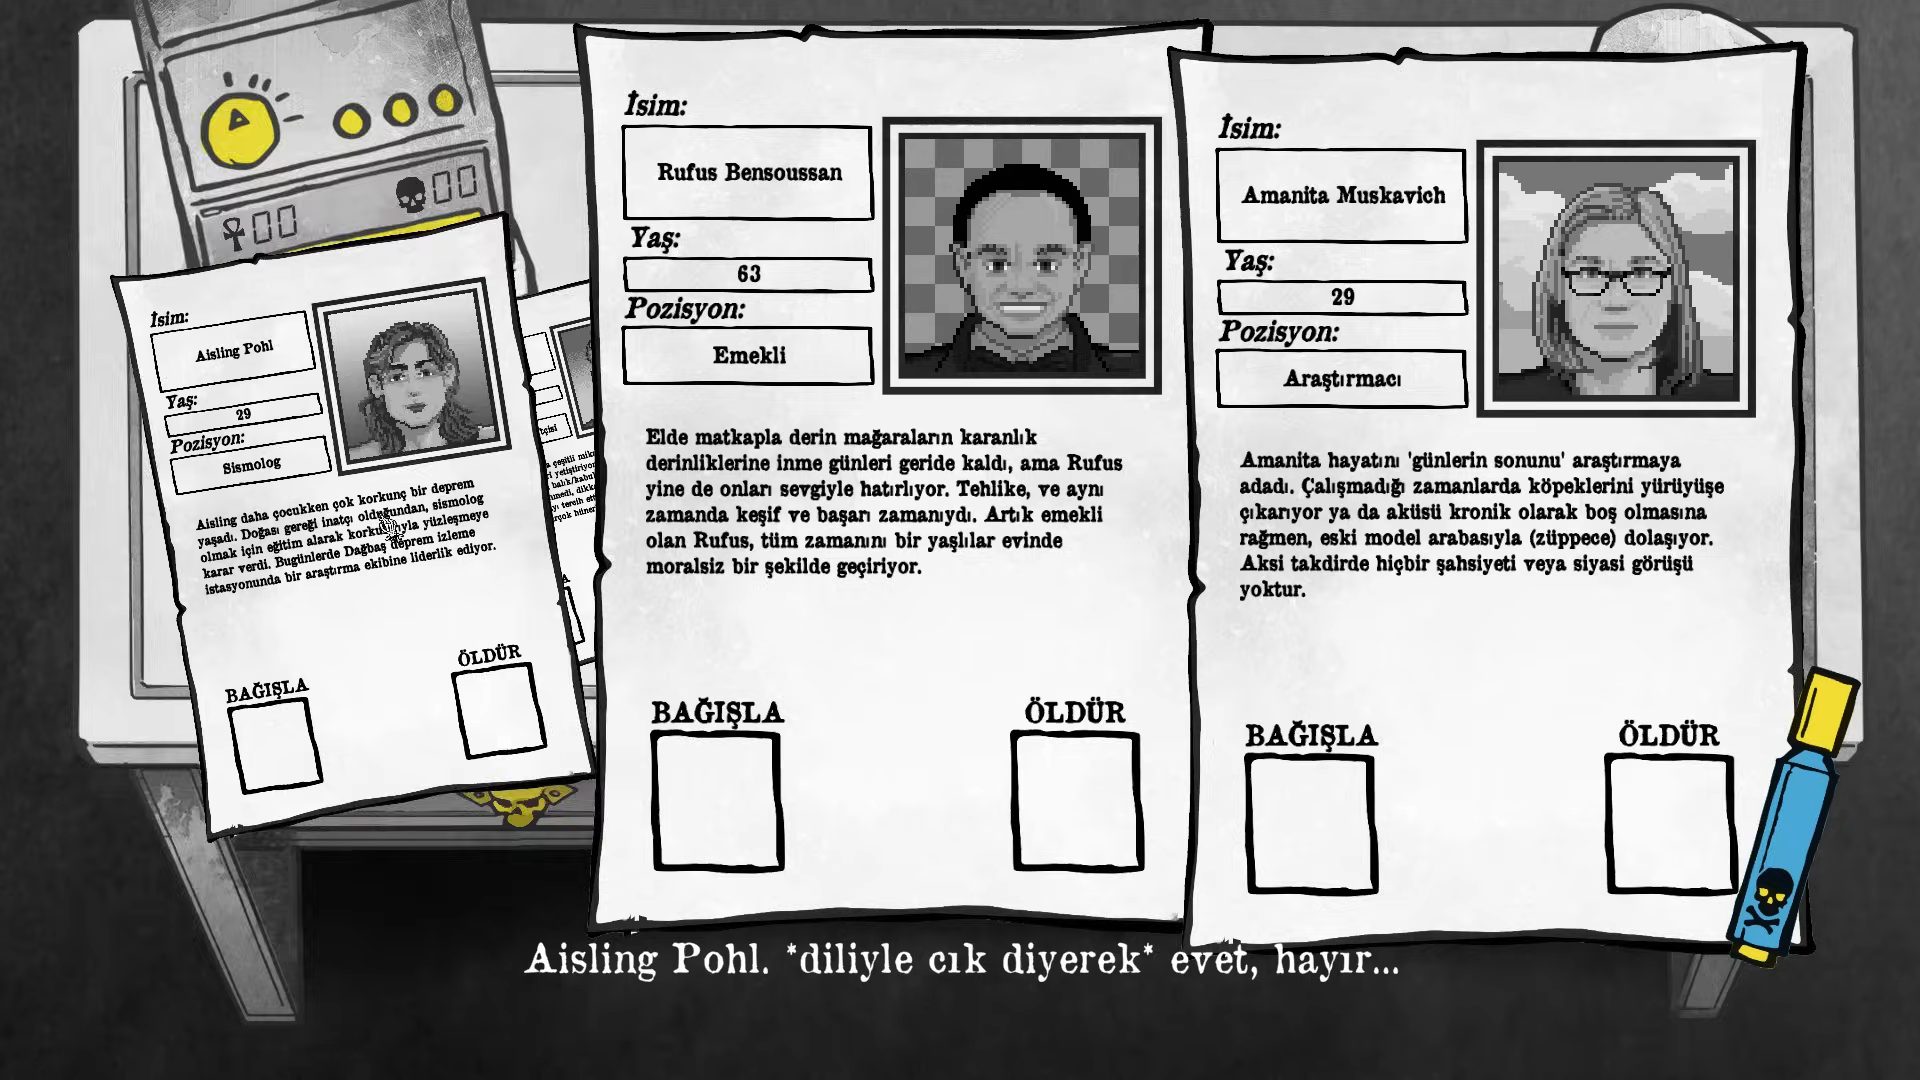 00
00
İsim:
Aisling Pohl
Yaş:
29
Pozisyon:
Sismolog
Aisling daha çocukken çok korkunç bir deprem
yaşadı. Doğası gereği inatçı olduğundan, sismolog
olmak için eğitim alarak korkularıyla yüzleşmeye
karar verdi. Bugünlerde Dağbaş deprem izleme
istasyonunda bir araştırma ekibine liderlik ediyor.
BAĞIŞLA
ÖLDÜR
İsim:
Rufus Bensoussan
Yaş:
63
Pozisyon:
Emekli
Elde matkapla derin mağaraların karanlık
derinliklerine inme günleri geride kaldı, ama Rufus
yine de onları sevgiyle hatırlıyor. Tehlike, ve aynı
zamanda keşif ve başarı zamanıydı. Artık emekli
olan Rufus, tüm zamanını bir yaşlılar evinde
moralsiz bir şekilde geçiriyor.
BAĞIŞLA
ÖLDÜR
İsim:
Amanita Muskavich
Yaş:
29
Pozisyon:
Araştırmacı
Amanita hayatını 'günlerin sonunu' araştırmaya
adadı. Çalışmadığı zamanlarda köpeklerini yürüyüşe
çıkarıyor ya da aküsü kronik olarak boş olmasına
rağmen, eski model arabasıyla (züppece) dolaşıyor.
Aksi takdirde hiçbir şahsiyeti veya siyasi görüşü
yoktur.
BAĞIŞLA
ÖLDÜR
Aisling Pohl. *diliyle cık diyerek* evet, hayır...